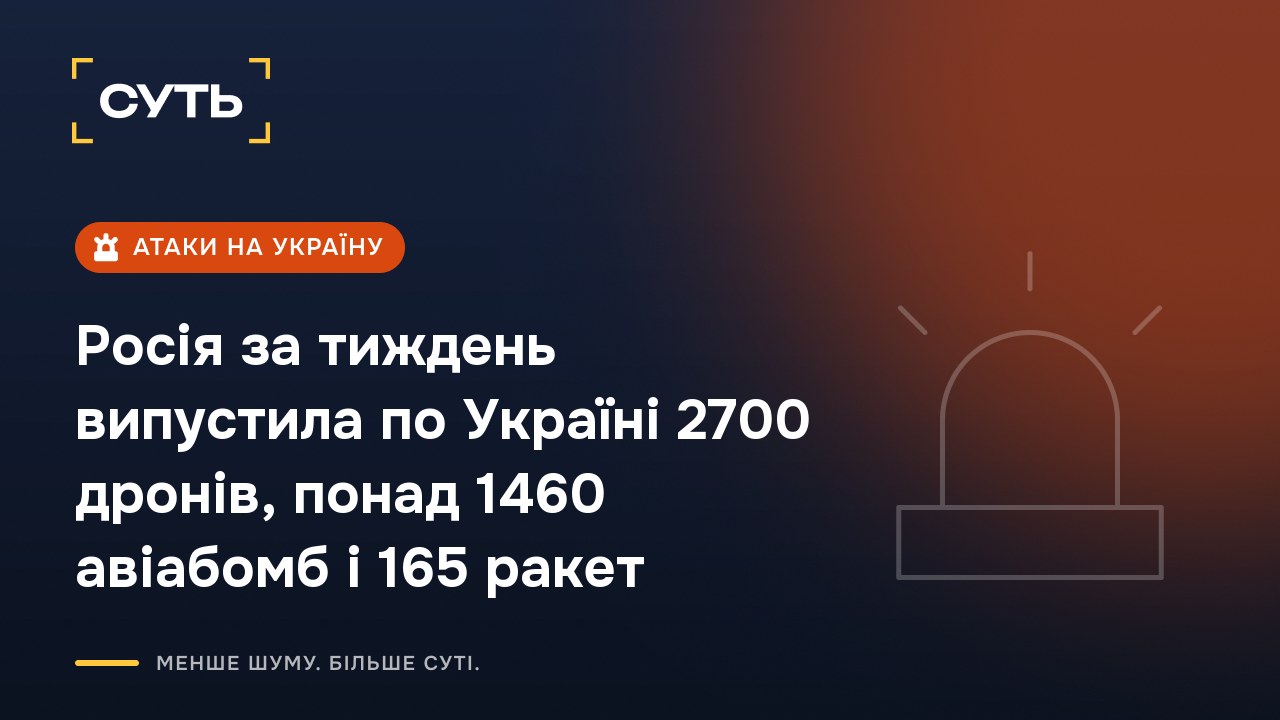 СУТЬ
АТАКИ НА УКРАЇНУ
Росія за тиждень
випустила по Україні 2700
дронів, понад 1460
авіабомб і 165 ракет
МЕНШЕ ШУМУ. БІЛЬШЕ СУТІ.